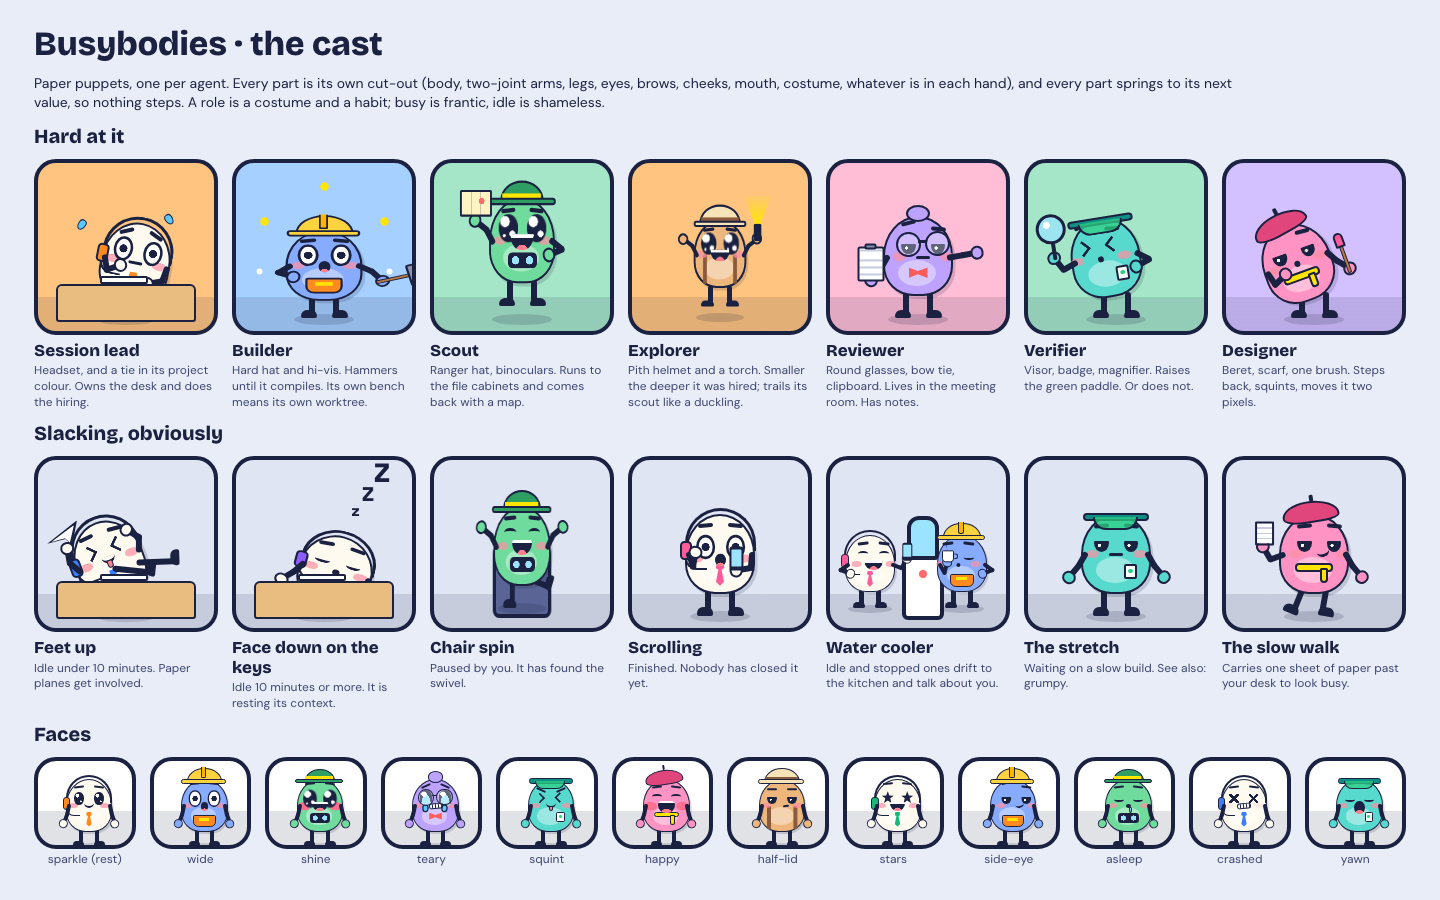 Busybodies · the cast
Paper puppets, one per agent. Every part is its own cut-out (body, two-joint arms, legs, eyes, brows, cheeks, mouth, costume, whatever is in each hand), and every part springs to its next
value, so nothing steps. A role is a costume and a habit; busy is frantic, idle is shameless.
Hard at it
Session lead
Headset, and a tie in its project
colour. Owns the desk and does
the hiring.
Builder
Hard hat and hi-vis. Hammers
until it compiles. Its own bench
means its own worktree.
Scout
Ranger hat, binoculars. Runs to
the file cabinets and comes
back with a map.
Explorer
Pith helmet and a torch. Smaller
the deeper it was hired; trails its
scout like a duckling.
Reviewer
Round glasses, bow tie,
clipboard. Lives in the meeting
room. Has notes.
Verifier
Visor, badge, magnifier. Raises
the green paddle. Or does not.
Designer
Beret, scarf, one brush. Steps
back, squints, moves it two
pixels.
Slacking, obviously
Z
Z
z
Feet up
Idle under 10 minutes. Paper
planes get involved.
Face down on the
keys
Idle 10 minutes or more. It is
resting its context.
Chair spin
Paused by you. It has found the
swivel.
Scrolling
Finished. Nobody has closed it
yet.
Water cooler
Idle and stopped ones drift to
the kitchen and talk about you.
The stretch
Waiting on a slow build. See also:
grumpy.
The slow walk
Carries one sheet of paper past
your desk to look busy.
Faces
sparkle (rest)
wide
shine
teary
squint
happy
half-lid
stars
side-eye
asleep
crashed
yawn